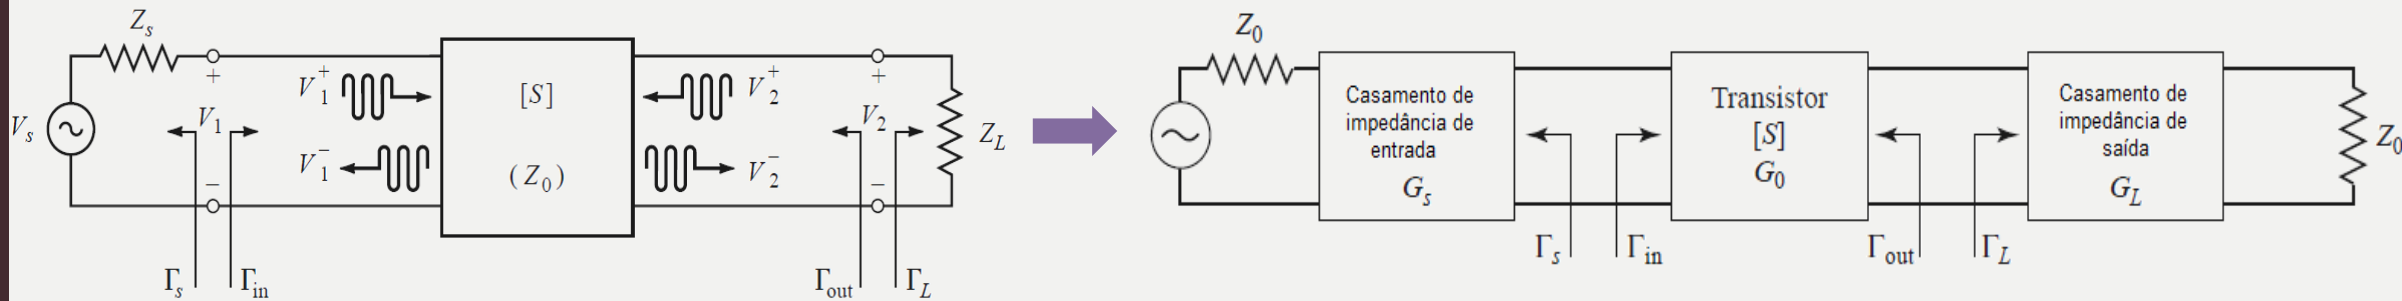 Z_s
V_s
+
V_1
−
V_1^+
V_1^-
[S]
(Z_0)
V_2^+
V_2^-
+
V_2
−
Z_L
Γ_s
Γ_in
Γ_out
Γ_L
Z_0
Casamento de
impedância de
entrada
G_s
Γ_s
Γ_in
Transistor
[S]
G_0
Γ_out
Γ_L
Casamento de
impedância de
saída
G_L
Z_0